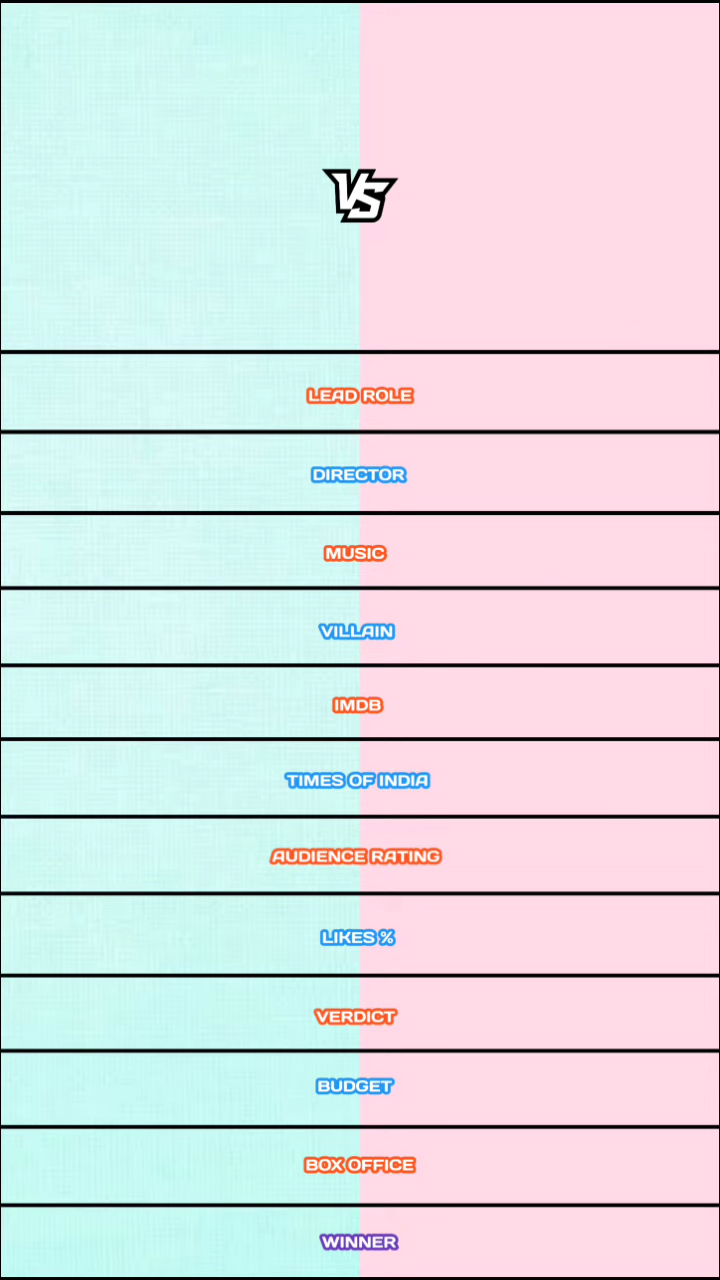 VS
LEAD ROLE
DIRECTOR
MUSIC
VILLAIN
IMDB
TIMES OF INDIA
AUDIENCE RATING
LIKES %
VERDICT
BUDGET
BOX OFFICE
WINNER